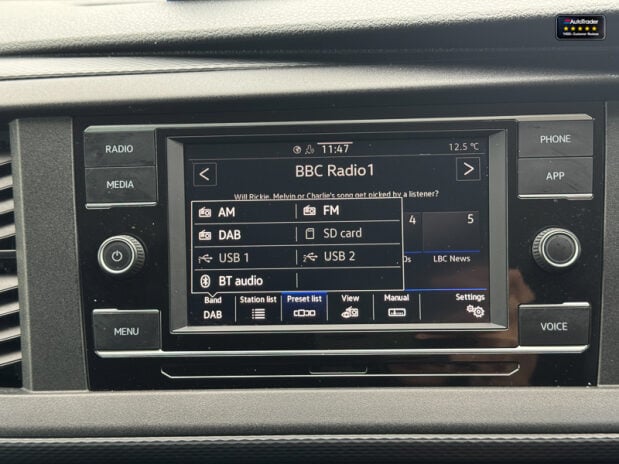 AutoTrader
RADIO
MEDIA
MENU
PHONE
APP
VOICE
11:47
12.5 °C
BBC Radio1
Will Rickie, Melvin or Charlie's song get picked by a listener?
AM
FM
DAB
SD card
USB 1
USB 2
BT audio
4
5
LBC News
Band
DAB
Station list
Preset list
View
Manual
Settings